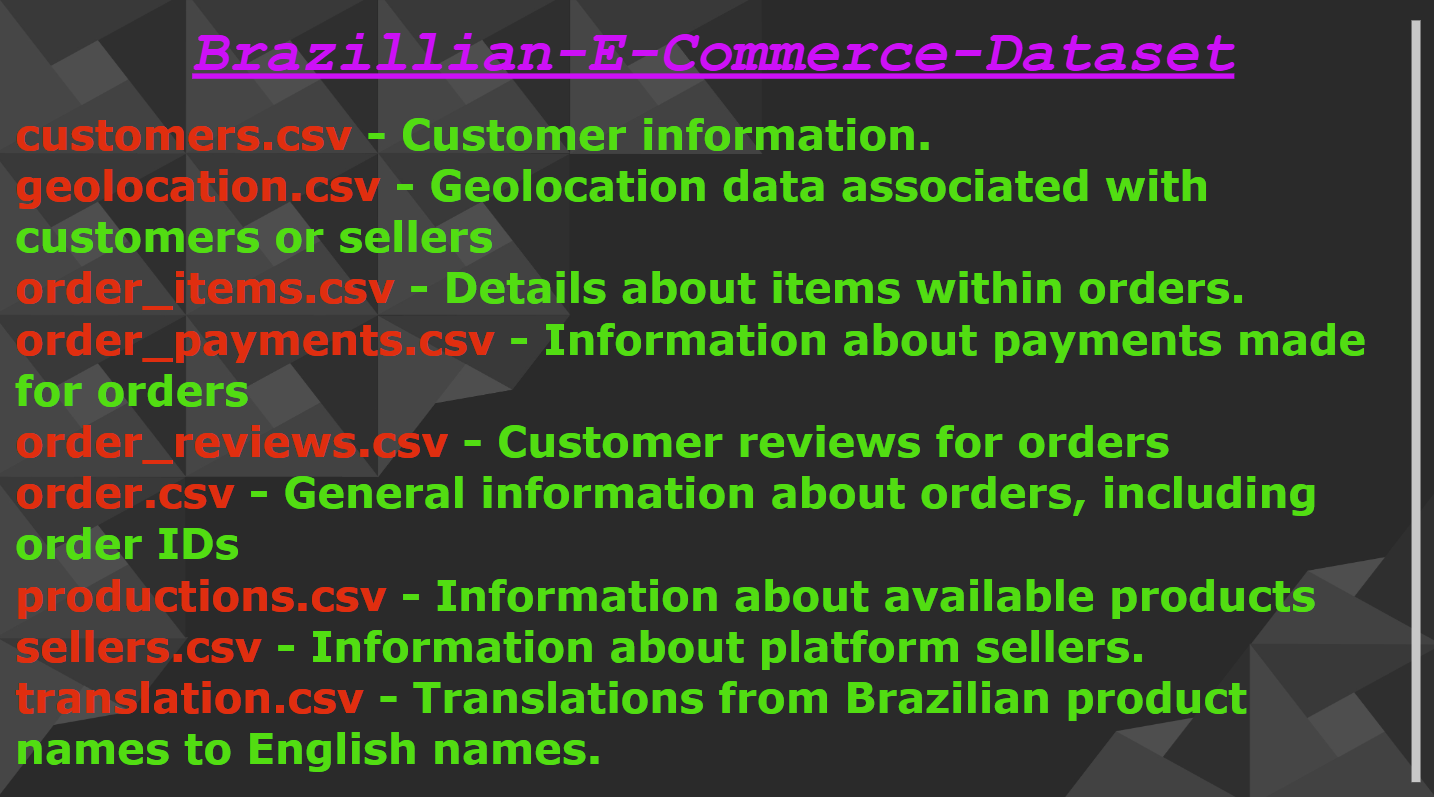 Brazillian-E-Commerce-Dataset
customers.csv - Customer information.
geolocation.csv - Geolocation data associated with
customers or sellers
order_items.csv - Details about items within orders.
order_payments.csv - Information about payments made
for orders
order_reviews.csv - Customer reviews for orders
order.csv - General information about orders, including
order IDs
productions.csv - Information about available products
sellers.csv - Information about platform sellers.
translation.csv - Translations from Brazilian product
names to English names.